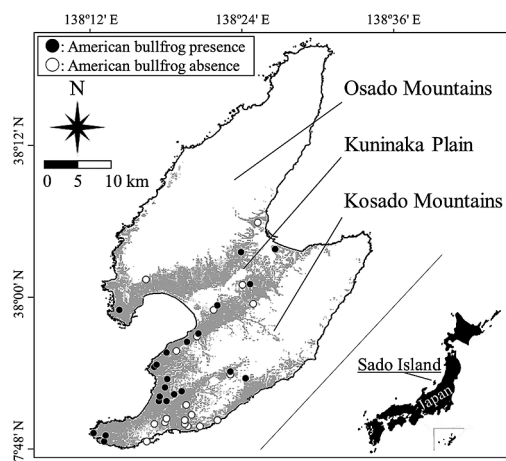 138°12'E 138°24'E 138°36'E
●: American bullfrog presence
○: American bullfrog absence
N
0 5 10 km
Osado Mountains
Kuninaka Plain
Kosado Mountains
38°12'N
38°00'N
7°48'N
Sado Island
Japan